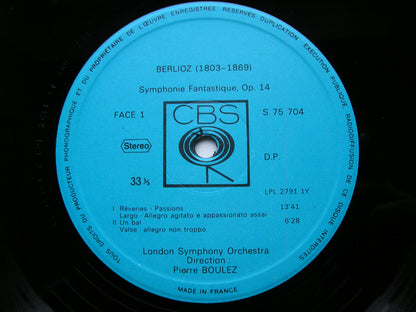 TOUS DROITS DU PRODUCTEUR PHONOGRAPHIQUE ET DU PROPRIETAIRE DE L'ŒUVRE ENREGISTREE RESERVES DUPLICATION EXECUTION PUBLIQUE, RADIODIFFUSION DE CE DISQUE INTERDITES
BERLIOZ (1803-1869)
Symphonie Fantastique, Op. 14
FACE 1
CBS
S 75 704
Stereo
D.P.
33 ⅓
LPL 2791 1Y
I Rêveries - Passions 13'41
Largo - Allegro agitato e appassionato assai
II Un bal 6'28
Valse: allegro non troppo
London Symphony Orchestra
Direction :
Pierre BOULEZ
MADE IN FRANCE